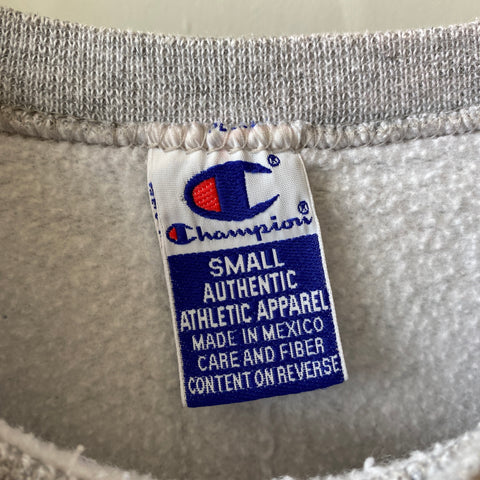 Champion®
SMALL
AUTHENTIC
ATHLETIC APPAREL
MADE IN MEXICO
CARE AND FIBER
CONTENT ON REVERSE